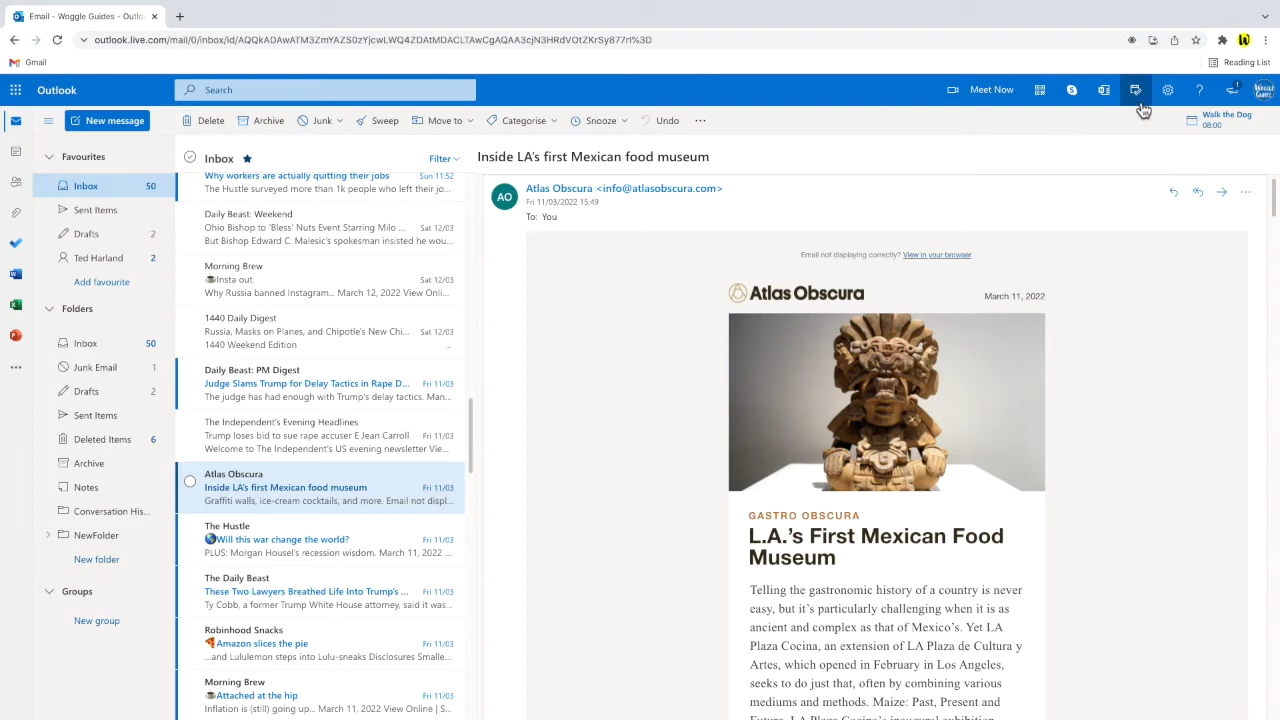 Email - Woggle Guides - Outlo
outlook.live.com/mail/0/inbox/id/AQQkADAwATM3ZmYAZS0zYjcwLWQ4ZDAtMDACLTAwCgAQAA3cjN3HRdVOtZKrSy877rI%3D
Gmail
Reading List
Outlook
Search
Meet Now
1
New message
Delete
Archive
Junk
Sweep
Move to
Categorise
Snooze
Undo
Walk the Dog
08:00
Favourites
Inbox 50
Sent Items
Drafts 2
Ted Harland 2
Add favourite
Folders
Inbox 50
Junk Email 1
Drafts 2
Sent Items
Deleted Items 6
Archive
Notes
Conversation His...
NewFolder
New folder
Groups
New group
Inbox
Filter
Why workers are actually quitting their jobs Sun 11:52
The Hustle surveyed more than 1k people who left their jo...
Daily Beast: Weekend
Ohio Bishop to ‘Bless’ Nuts Event Starring Milo ... Sat 12/03
But Bishop Edward C. Malesic’s spokesman insisted he wou...
Morning Brew
☕Insta out Sat 12/03
Why Russia banned Instagram... March 12, 2022 View Onli...
1440 Daily Digest
Russia, Masks on Planes, and Chipotle’s New Chi... Sat 12/03
1440 Weekend Edition ...
Daily Beast: PM Digest
Judge Slams Trump for Delay Tactics in Rape D... Fri 11/03
The judge has had enough with Trump’s delay tactics. Man...
The Independent’s Evening Headlines
Trump loses bid to sue rape accuser E Jean Carroll Fri 11/03
Welcome to The Independent’s US evening newsletter Vie...
Atlas Obscura
Inside LA’s first Mexican food museum Fri 11/03
Graffiti walls, ice-cream cocktails, and more. Email not displ...
The Hustle
🌎Will this war change the world? Fri 11/03
PLUS: Morgan Housel’s recession wisdom. March 11, 2022 ...
The Daily Beast
These Two Lawyers Breathed Life Into Trump’s ... Fri 11/03
Ty Cobb, a former Trump White House attorney, said it was...
Robinhood Snacks
🍕Amazon slices the pie Fri 11/03
...and Lululemon steps into Lulu-sneaks Disclosures Smalle...
Morning Brew
☕Attached at the hip Fri 11/03
Inflation is (still) going up... March 11, 2022 View Online | S...
Inside LA’s first Mexican food museum
AO
Atlas Obscura <info@atlasobscura.com>
Fri 11/03/2022 15:49
To: You
Email not displaying correctly? View in your browser.
Atlas Obscura
March 11, 2022
GASTRO OBSCURA
L.A.’s First Mexican Food
Museum
Telling the gastronomic history of a country is never
easy, but it’s particularly challenging when it is as
ancient and complex as that of Mexico’s. Yet LA
Plaza Cocina, an extension of LA Plaza de Cultura y
Artes, which opened in February in Los Angeles,
seeks to do just that, often by combining various
mediums and methods. Maize: Past, Present and
Future, LA Plaza Cocina’s inaugural exhibition